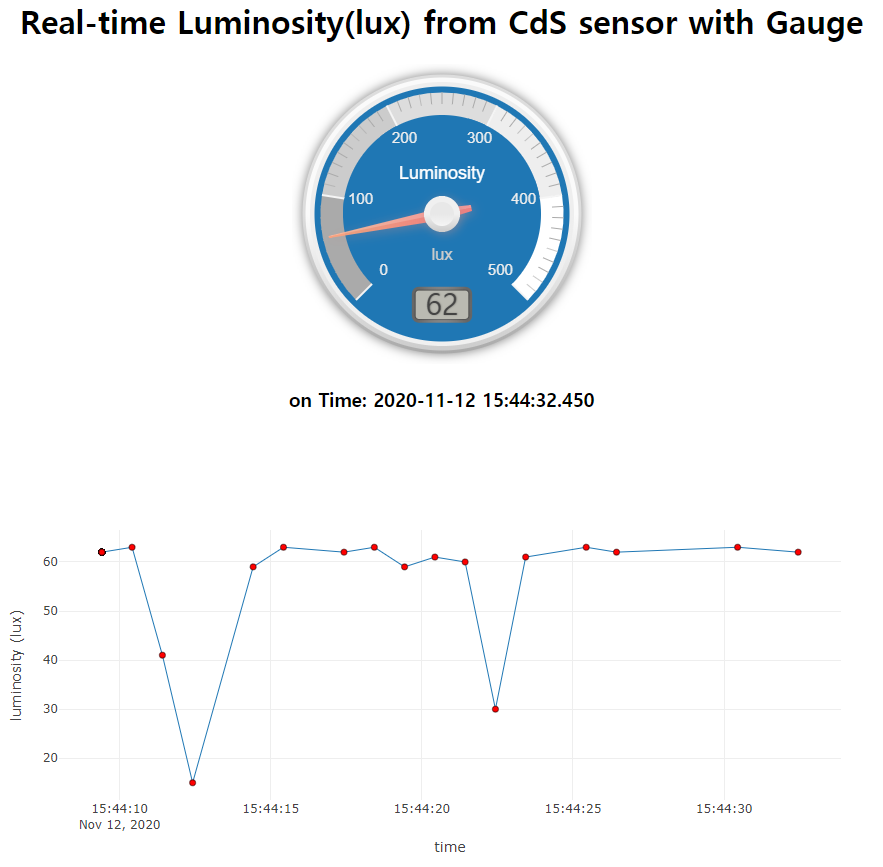 Real-time Luminosity(lux) from CdS sensor with Gauge
200 300
Luminosity
100 400
lux
0 500
62
on Time: 2020-11-12 15:44:32.450
60
50
40
30
20
luminosity (lux)
15:44:10 15:44:15 15:44:20 15:44:25 15:44:30
Nov 12, 2020
time